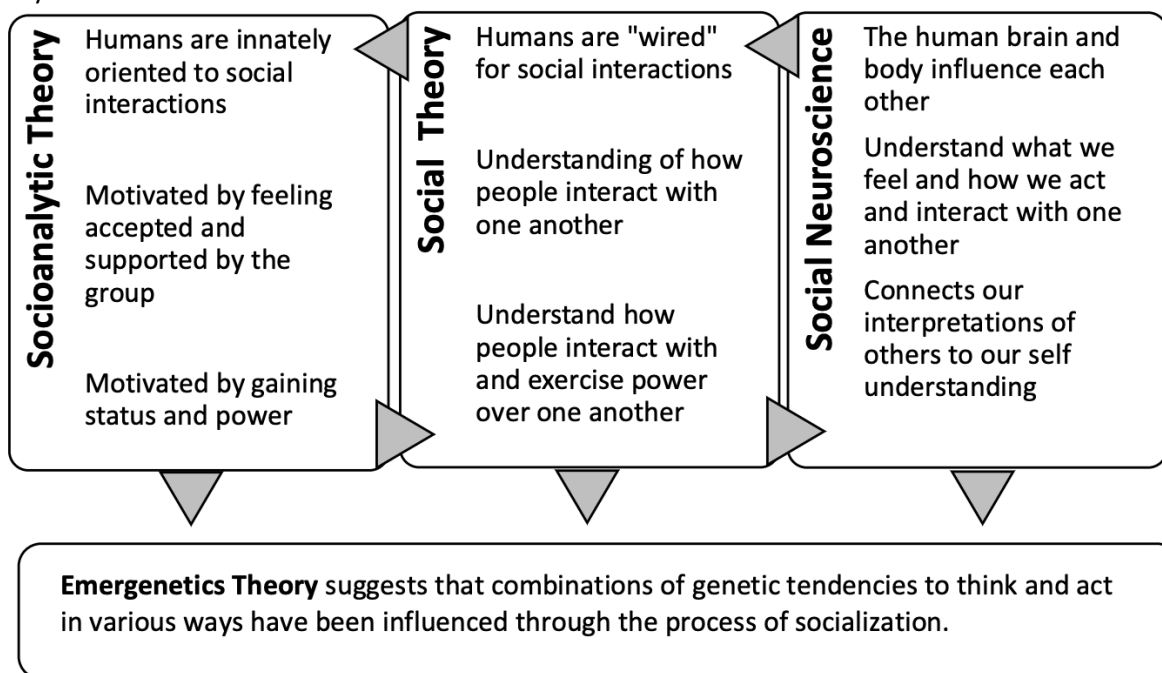 Socioanalytic Theory
Humans are innately
oriented to social
interactions
Motivated by feeling
accepted and
supported by the
group
Motivated by gaining
status and power
Social Theory
Humans are "wired"
for social interactions
Understanding of how
people interact with
one another
Understand how
people interact with
and exercise power
over one another
Social Neuroscience
The human brain and
body influence each
other
Understand what we
feel and how we act
and interact with one
another
Connects our
interpretations of
others to our self
understanding
Emergenetics Theory suggests that combinations of genetic tendencies to think and act
in various ways have been influenced through the process of socialization.